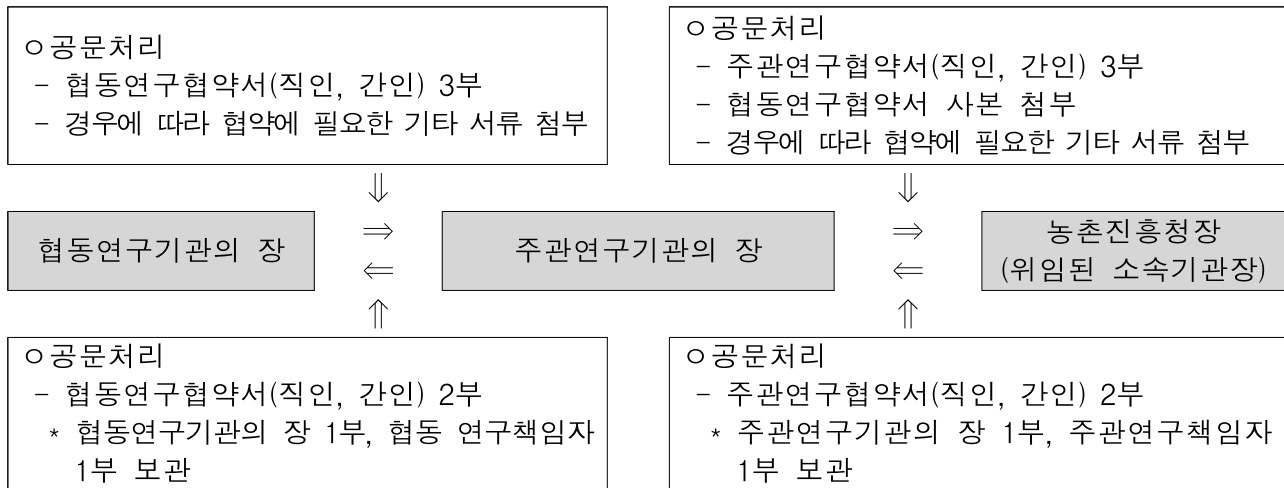 ㅇ공문처리
- 협동연구협약서(직인, 간인) 3부
- 경우에 따라 협약에 필요한 기타 서류 첨부
ㅇ공문처리
- 주관연구협약서(직인, 간인) 3부
- 협동연구협약서 사본 첨부
- 경우에 따라 협약에 필요한 기타 서류 첨부
⇓ ⇓
협동연구기관의 장 ⇒ 주관연구기관의 장 ⇒ 농촌진흥청장
⇐ ⇐ (위임된 소속기관장)
⇑ ⇑
ㅇ공문처리
- 협동연구협약서(직인, 간인) 2부
* 협동연구기관의 장 1부, 협동 연구책임자
1부 보관
ㅇ공문처리
- 주관연구협약서(직인, 간인) 2부
* 주관연구기관의 장 1부, 주관연구책임자
1부 보관